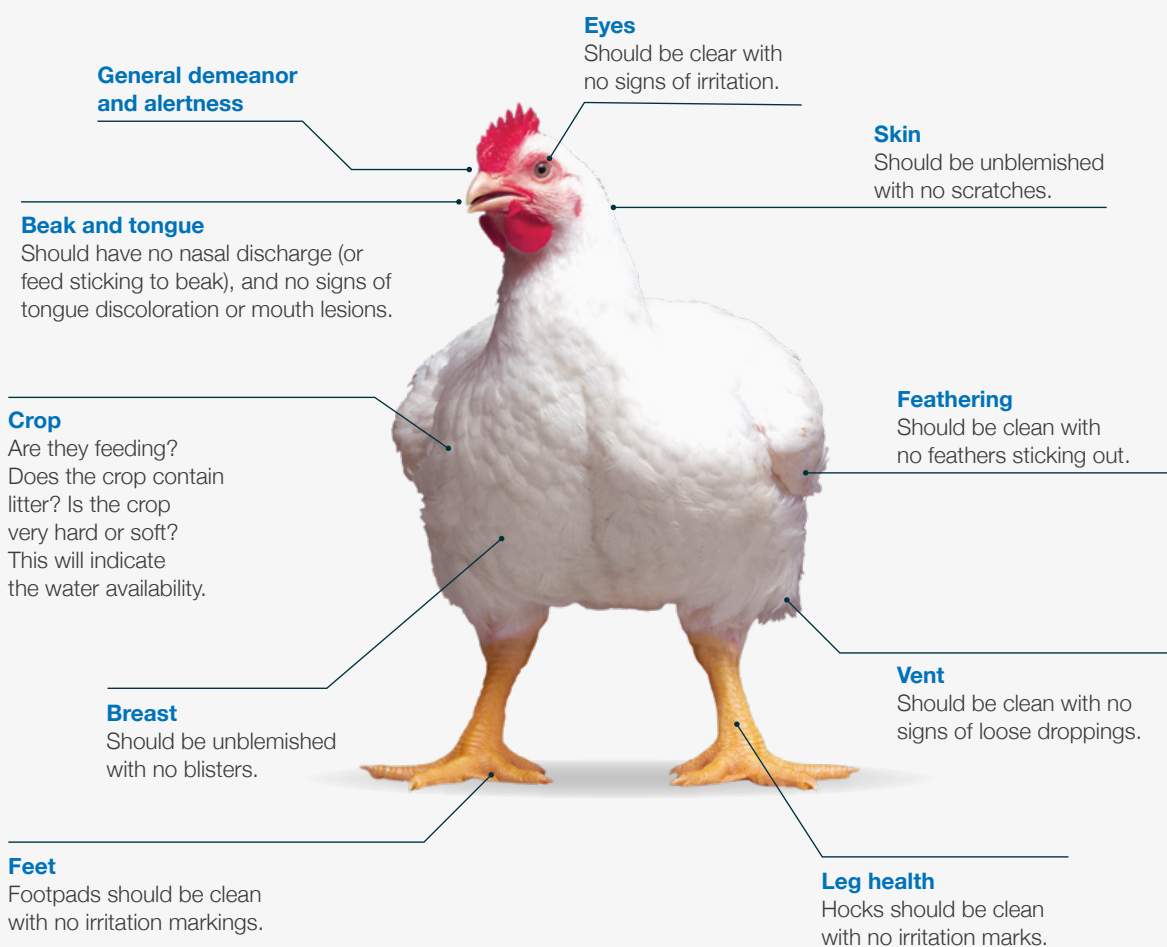 Eyes
Should be clear with
no signs of irritation.
General demeanor
and alertness
Skin
Should be unblemished
with no scratches.
Beak and tongue
Should have no nasal discharge (or
feed sticking to beak), and no signs of
tongue discoloration or mouth lesions.
Crop
Are they feeding?
Does the crop contain
litter? Is the crop
very hard or soft?
This will indicate
the water availability.
Feathering
Should be clean with
no feathers sticking out.
Breast
Should be unblemished
with no blisters.
Vent
Should be clean with no
signs of loose droppings.
Feet
Footpads should be clean
with no irritation markings.
Leg health
Hocks should be clean
with no irritation marks.